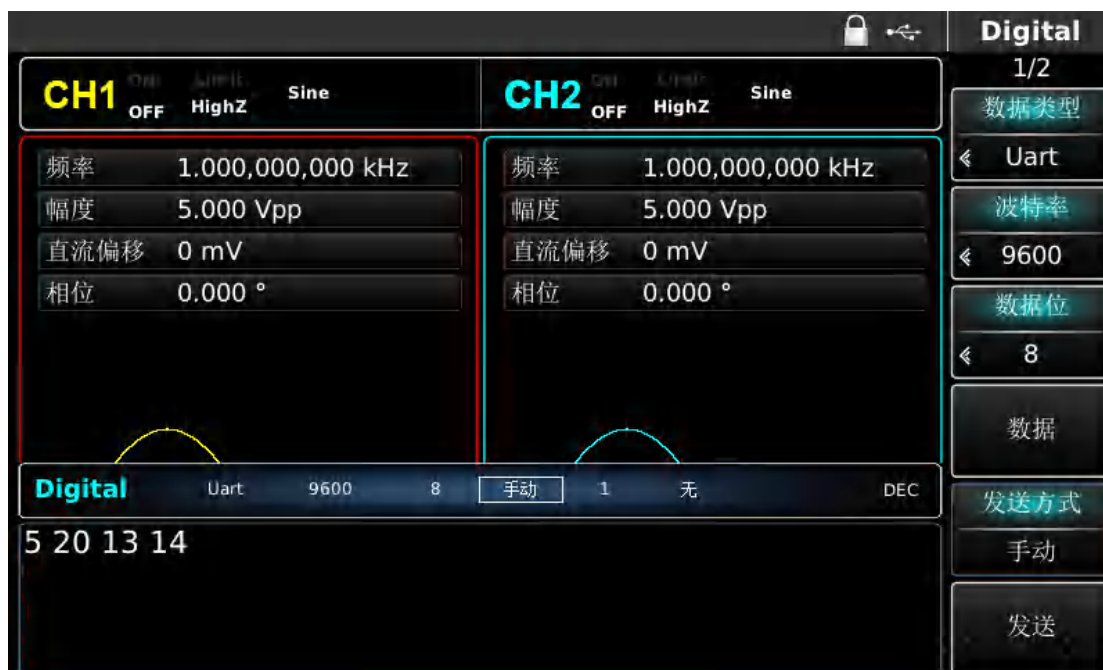 Digital
1/2
CH1 OFF HighZ Sine
CH2 OFF HighZ Sine
频率 1.000,000,000 kHz
幅度 5.000 Vpp
直流偏移 0 mV
相位 0.000 °
频率 1.000,000,000 kHz
幅度 5.000 Vpp
直流偏移 0 mV
相位 0.000 °
Digital Uart 9600 8 手动 1 无 DEC
5 20 13 14
数据类型
Uart
波特率
9600
数据位
8
数据
发送方式
手动
发送